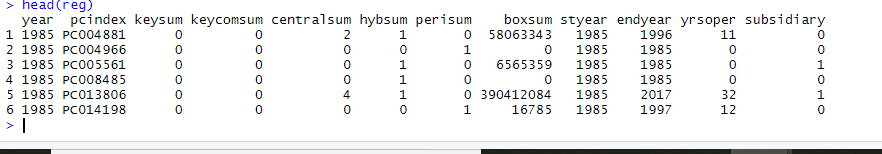 > head(reg)
year pcindex keysum keycomsum centralsum hybsum perisum boxsum styear endyear yrsoper subsidiary
1 1985 PC004881 0 0 2 1 0 58063343 1985 1996 11 0
2 1985 PC004966 0 0 0 0 1 0 1985 1985 0 0
3 1985 PC005561 0 0 0 1 0 6565359 1985 1985 0 1
4 1985 PC008485 0 0 0 1 0 0 1985 1985 0 0
5 1985 PC013806 0 0 4 1 0 390412084 1985 2017 32 1
6 1985 PC014198 0 0 0 0 1 16785 1985 1997 12 0
>